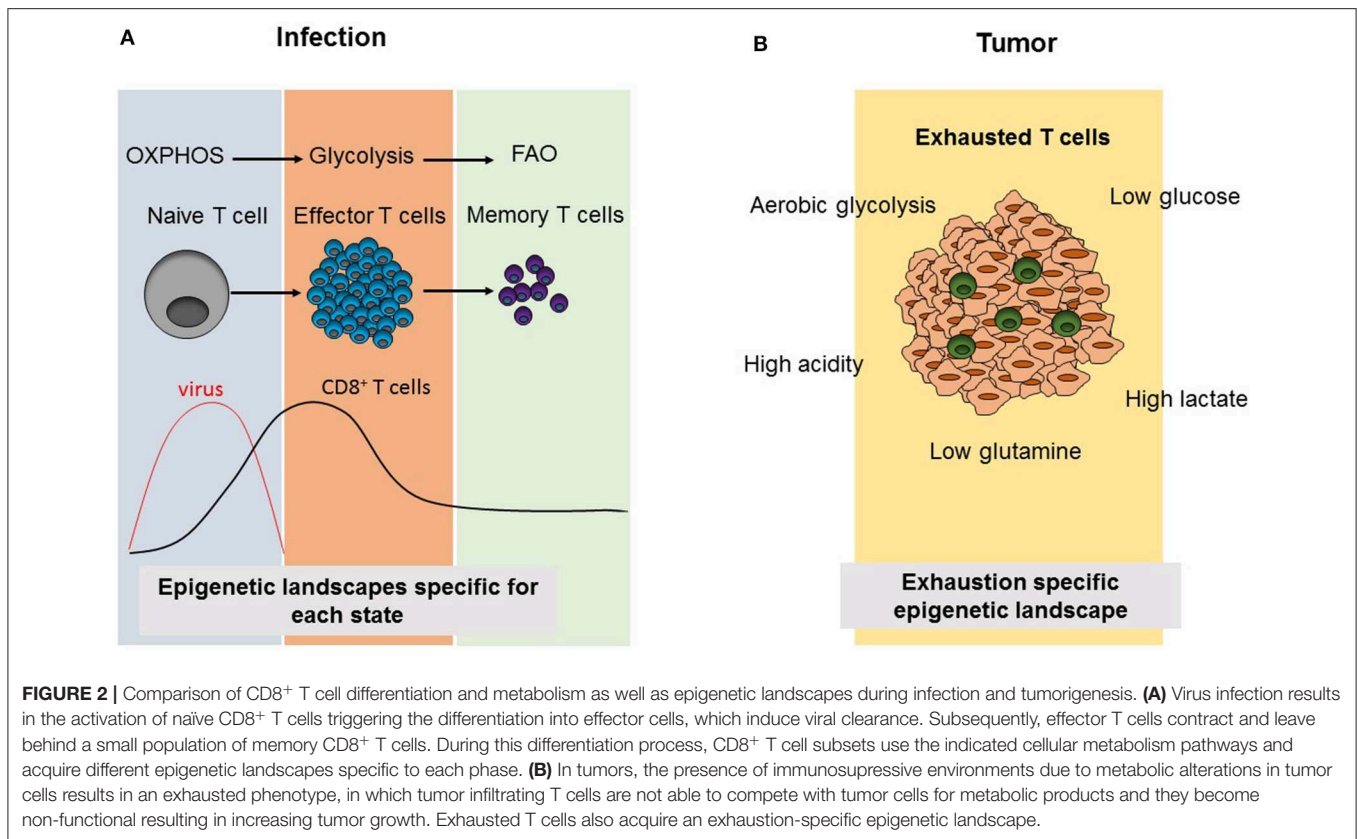 A
Infection
OXPHOS
Glycolysis
FAO
Naive T cell
Effector T cells
Memory T cells
virus
CD8⁺ T cells
Epigenetic landscapes specific for
each state
B
Tumor
Exhausted T cells
Aerobic glycolysis
Low glucose
High acidity
High lactate
Low glutamine
Exhaustion specific
epigenetic landscape
FIGURE 2 | Comparison of CD8⁺ T cell differentiation and metabolism as well as epigenetic landscapes during infection and tumorigenesis. (A) Virus infection results
in the activation of naïve CD8⁺ T cells triggering the differentiation into effector cells, which induce viral clearance. Subsequently, effector T cells contract and leave
behind a small population of memory CD8⁺ T cells. During this differentiation process, CD8⁺ T cell subsets use the indicated cellular metabolism pathways and
acquire different epigenetic landscapes specific to each phase. (B) In tumors, the presence of immunosupressive environments due to metabolic alterations in tumor
cells results in an exhausted phenotype, in which tumor infiltrating T cells are not able to compete with tumor cells for metabolic products and they become
non-functional resulting in increasing tumor growth. Exhausted T cells also acquire an exhaustion-specific epigenetic landscape.